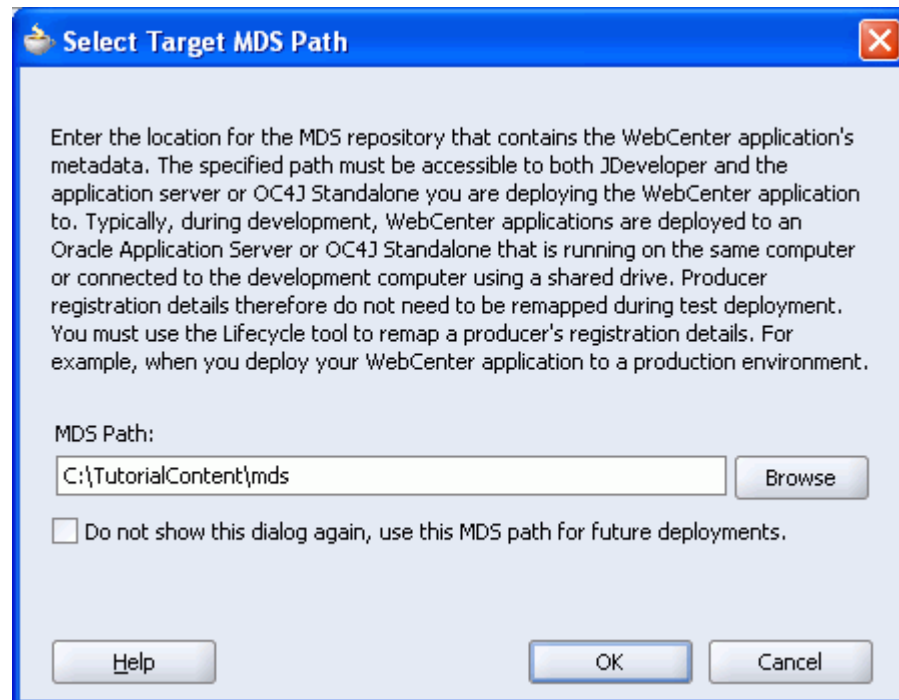 Select Target MDS Path
Enter the location for the MDS repository that contains the WebCenter application's
metadata. The specified path must be accessible to both JDeveloper and the
application server or OC4J Standalone you are deploying the WebCenter application
to. Typically, during development, WebCenter applications are deployed to an
Oracle Application Server or OC4J Standalone that is running on the same computer
or connected to the development computer using a shared drive. Producer
registration details therefore do not need to be remapped during test deployment.
You must use the Lifecycle tool to remap a producer's registration details. For
example, when you deploy your WebCenter application to a production environment.
MDS Path:
C:\TutorialContent\mds
Browse
Do not show this dialog again, use this MDS path for future deployments.
Help
OK
Cancel